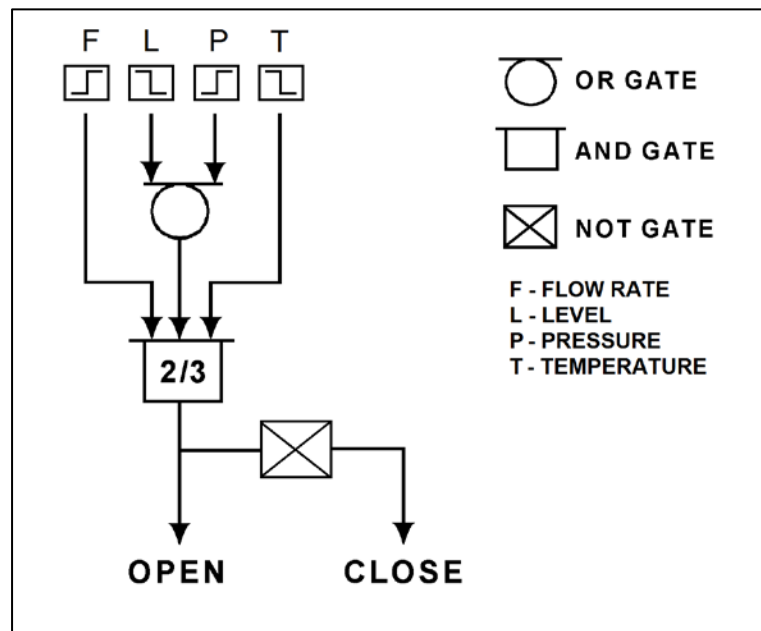 F L P T
OR GATE
AND GATE
NOT GATE
F - FLOW RATE
L - LEVEL
P - PRESSURE
T - TEMPERATURE
2/3
OPEN CLOSE